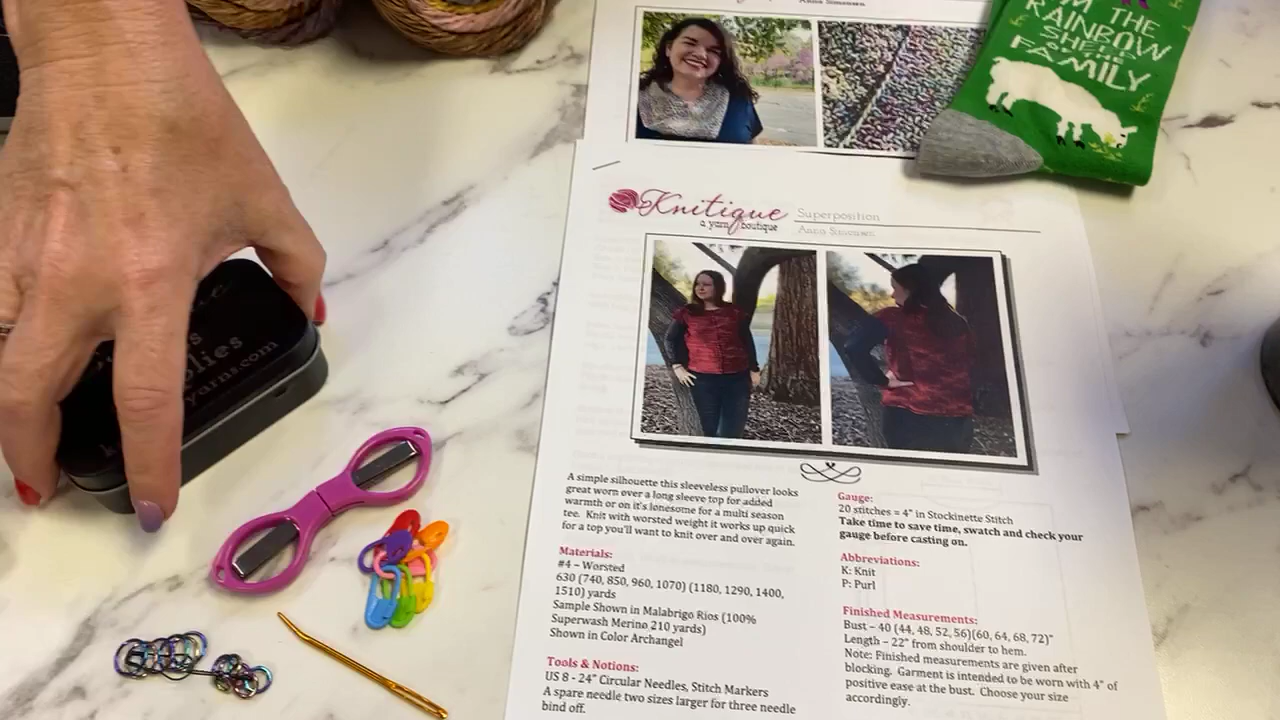 Anna Simonsen
I'M THE
RAINBOW
SHEEP
OF THE
FAMILY
Knitique
a yarn boutique
Superposition
Anna Simonsen
plies
yarns.com
A simple silhouette this sleeveless pullover looks
great worn over a long sleeve top for added
warmth or on it's lonesome for a multi season
tee. Knit with worsted weight it works up quick
for a top you'll want to knit over and over again.
Materials:
#4 – Worsted
630 (740, 850, 960, 1070) (1180, 1290, 1400,
1510) yards
Sample Shown in Malabrigo Rios (100%
Superwash Merino 210 yards)
Shown in Color Archangel
Tools & Notions:
US 8 - 24" Circular Needles, Stitch Markers
A spare needle two sizes larger for three needle
bind off.
Gauge:
20 stitches = 4" in Stockinette Stitch
Take time to save time, swatch and check your
gauge before casting on.
Abbreviations:
K: Knit
P: Purl
Finished Measurements:
Bust – 40 (44, 48, 52, 56)(60, 64, 68, 72)"
Length – 22" from shoulder to hem.
Note: Finished measurements are given after
blocking. Garment is intended to be worn with 4" of
positive ease at the bust. Choose your size
accordingly.